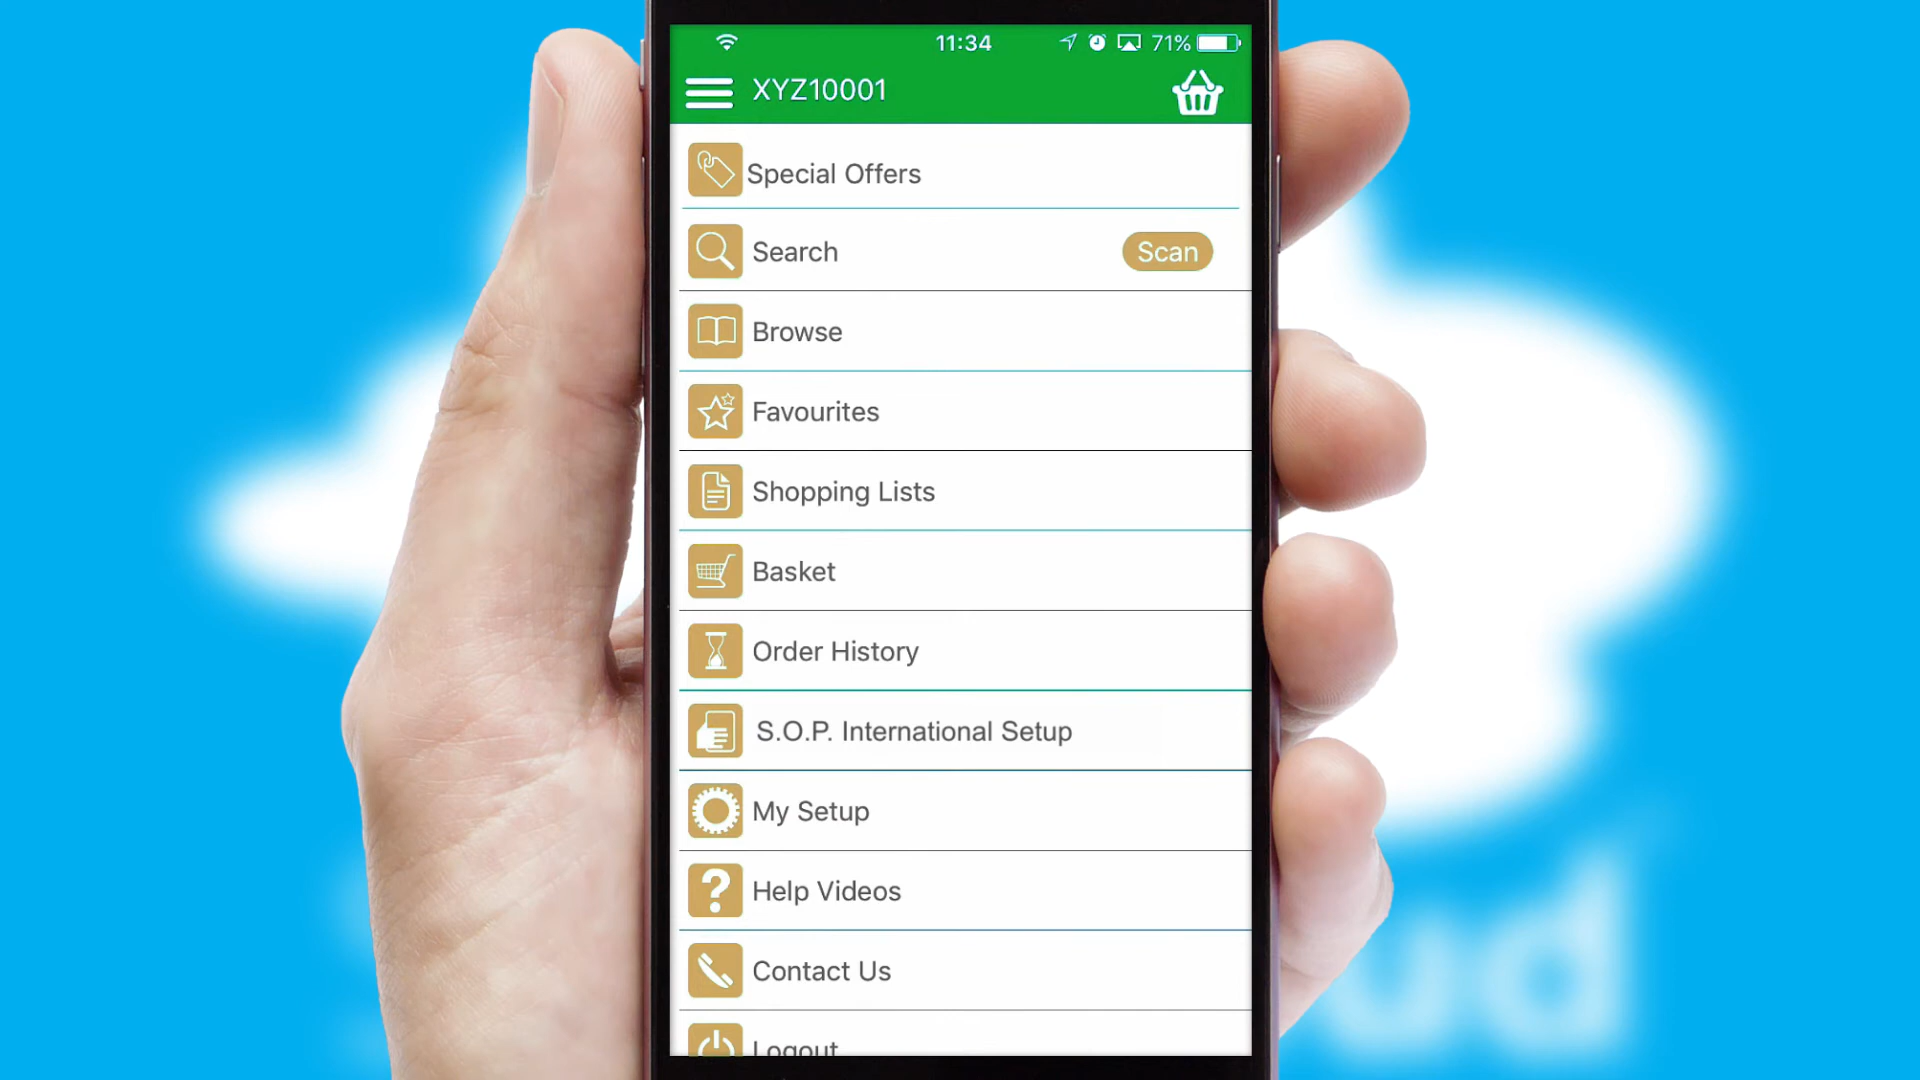 11:34 71%
XYZ10001
Special Offers
Search Scan
Browse
Favourites
Shopping Lists
Basket
Order History
S.O.P. International Setup
My Setup
Help Videos
Contact Us
Logout